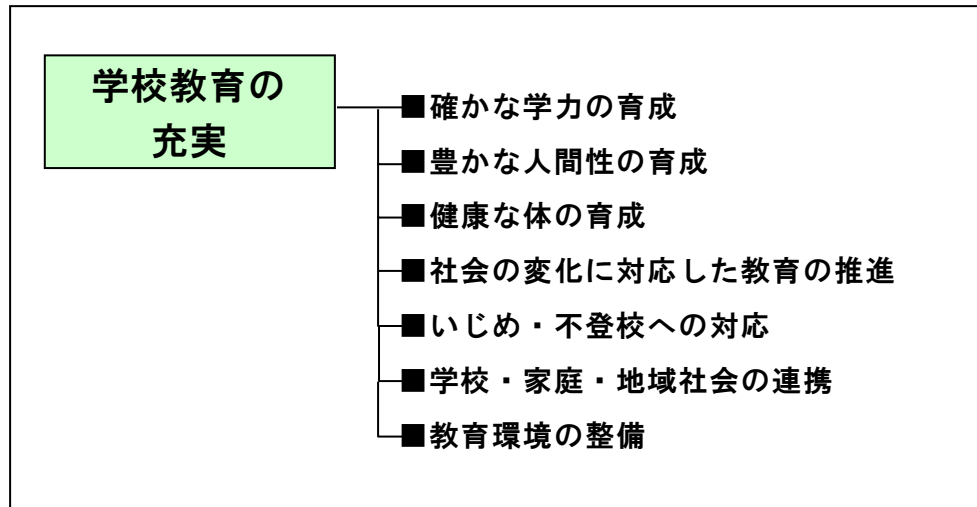 学校教育の
充実
■確かな学力の育成
■豊かな人間性の育成
■健康な体の育成
■社会の変化に対応した教育の推進
■いじめ・不登校への対応
■学校・家庭・地域社会の連携
■教育環境の整備